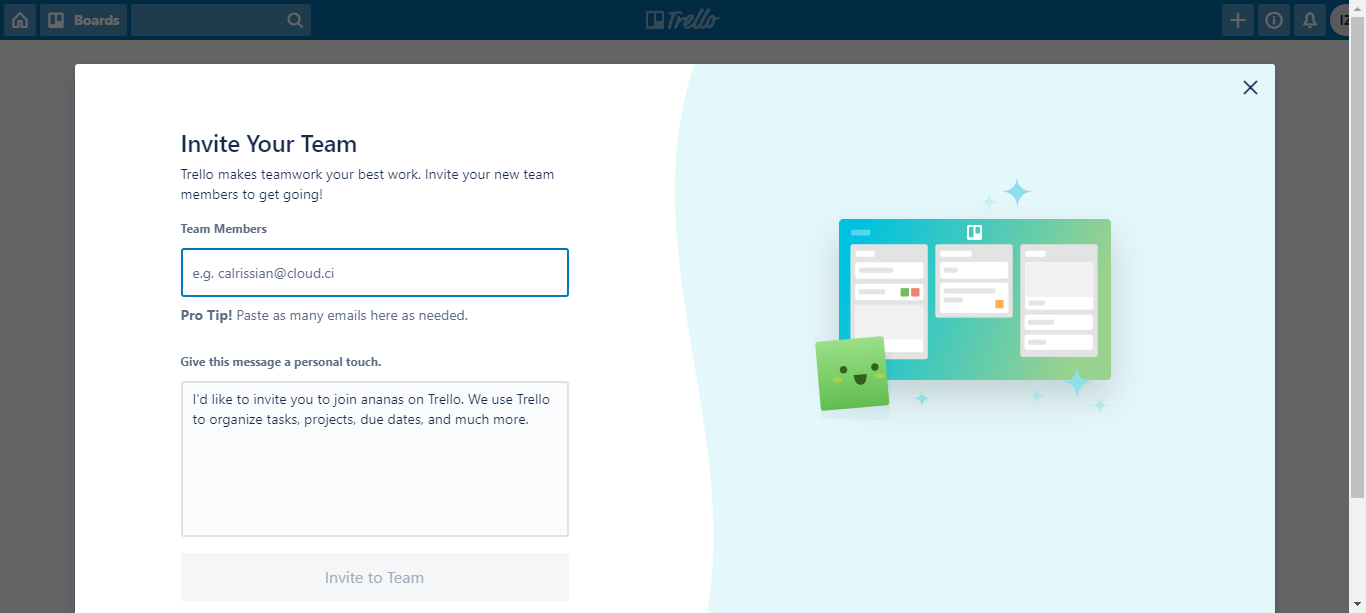 Boards
Trello
IZ
Invite Your Team
Trello makes teamwork your best work. Invite your new team
members to get going!
Team Members
e.g. calrissian@cloud.ci
Pro Tip! Paste as many emails here as needed.
Give this message a personal touch.
I'd like to invite you to join ananas on Trello. We use Trello
to organize tasks, projects, due dates, and much more.
Invite to Team